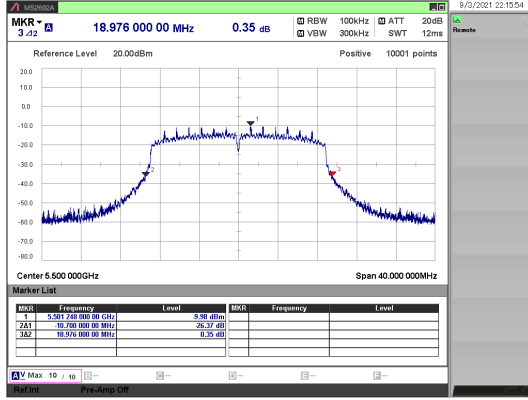 MS2692A
9/3/2021 22:15:54
MKR
3 ⊿2
A
18.976 000 00 MHz
0.35 dB
A RBW 100kHz A ATT 20dB
A VBW 300kHz SWT 12ms
Remote
Reference Level 20.00dBm
Positive 10001 points
20.0
10.0
0.0
-10.0
-20.0
-30.0
-40.0
-50.0
-60.0
-70.0
-80.0
1
2
3
Center 5.500 000GHz
Span 40.000 000MHz
Marker List
MKR Frequency Level MKR Frequency Level
1 5.501 248 000 00 GHz -9.98 dBm
2Δ1 -10.700 000 00 MHz -26.37 dB
3Δ2 18.976 000 00 MHz 0.35 dB
A Max 10 / 10 B-- C-- D-- E-- F--
Ref.Int Pre-Amp Off